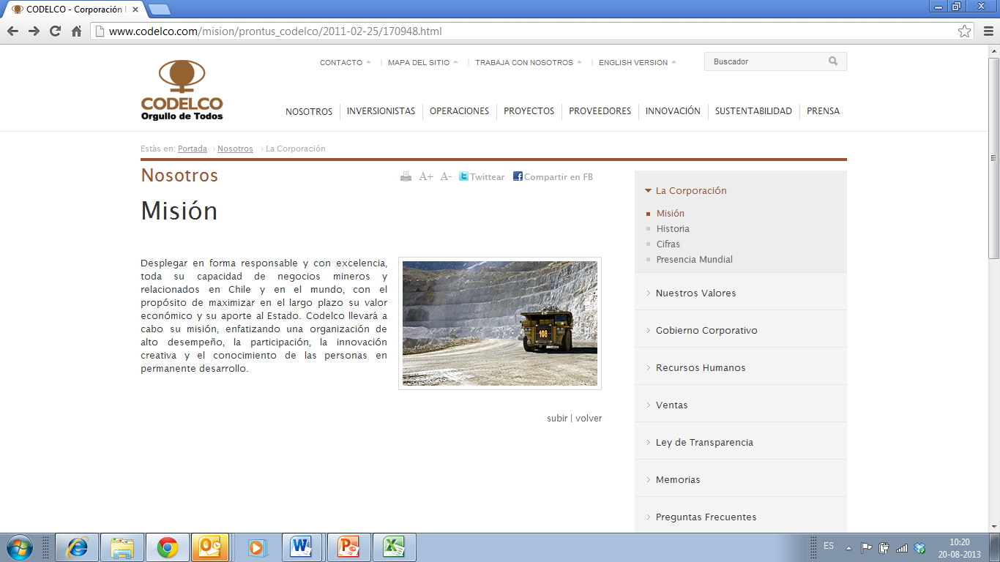 CODELCO - Corporación
www.codelco.com/mision/prontus_codelco/2011-02-25/170948.html
CONTACTO
MAPA DEL SITIO
TRABAJA CON NOSOTROS
ENGLISH VERSION
Buscador
CODELCO
Orgullo de Todos
NOSOTROS
INVERSIONISTAS
OPERACIONES
PROYECTOS
PROVEEDORES
INNOVACIÓN
SUSTENTABILIDAD
PRENSA
Estás en: Portada > Nosotros > La Corporación
Nosotros
A+ A- Twittear Compartir en FB
Misión
Desplegar en forma responsable y con excelencia,
toda su capacidad de negocios mineros y
relacionados en Chile y en el mundo, con el
propósito de maximizar en el largo plazo su valor
económico y su aporte al Estado. Codelco llevará a
cabo su misión, enfatizando una organización de
alto desempeño, la participación, la innovación
creativa y el conocimiento de las personas en
permanente desarrollo.
108
subir | volver
La Corporación
Misión
Historia
Cifras
Presencia Mundial
Nuestros Valores
Gobierno Corporativo
Recursos Humanos
Ventas
Ley de Transparencia
Memorias
Preguntas Frecuentes
ES
10:20
20-08-2013